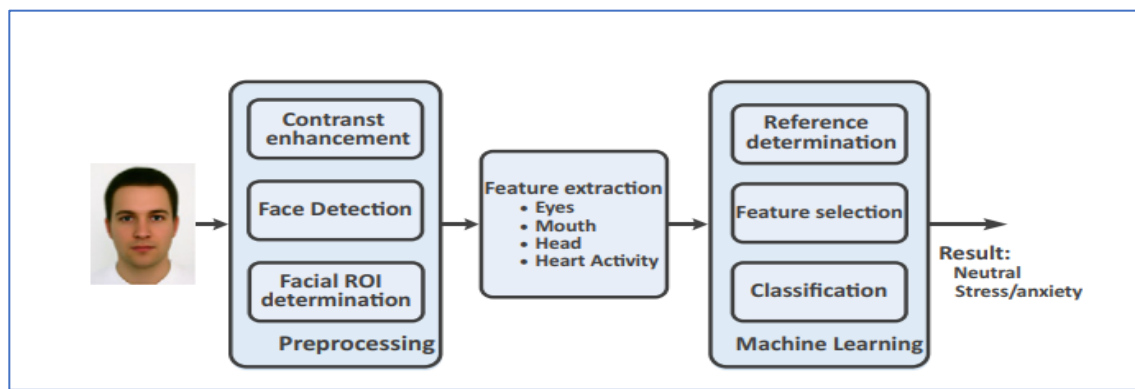 Contranst
enhancement
Face Detection
Facial ROI
determination
Preprocessing
Feature extraction
• Eyes
• Mouth
• Head
• Heart Activity
Reference
determination
Feature selection
Classification
Machine Learning
Result:
Neutral
Stress/anxiety